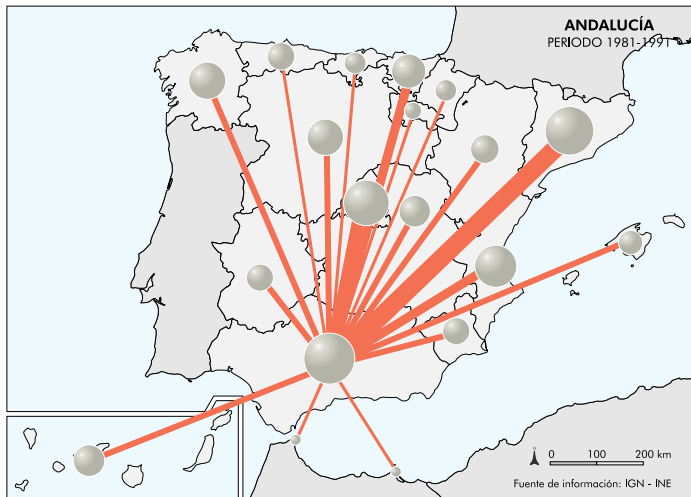 ANDALUCÍA
PERIODO 1981-1991
N
0 100 200 km
Fuente de información: IGN - INE